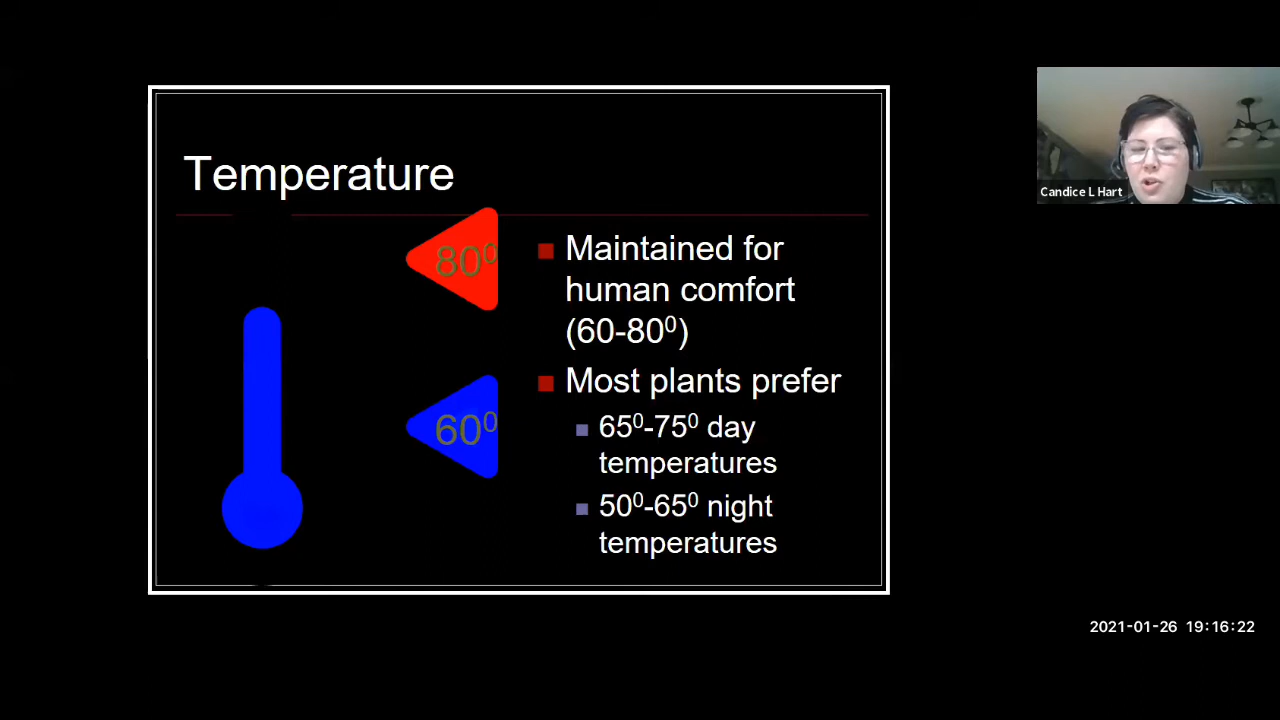 Temperature
80⁰
60⁰
Maintained for
human comfort
(60-80⁰)
Most plants prefer
65⁰-75⁰ day
temperatures
50⁰-65⁰ night
temperatures
Candice L Hart
2021-01-26 19:16:22